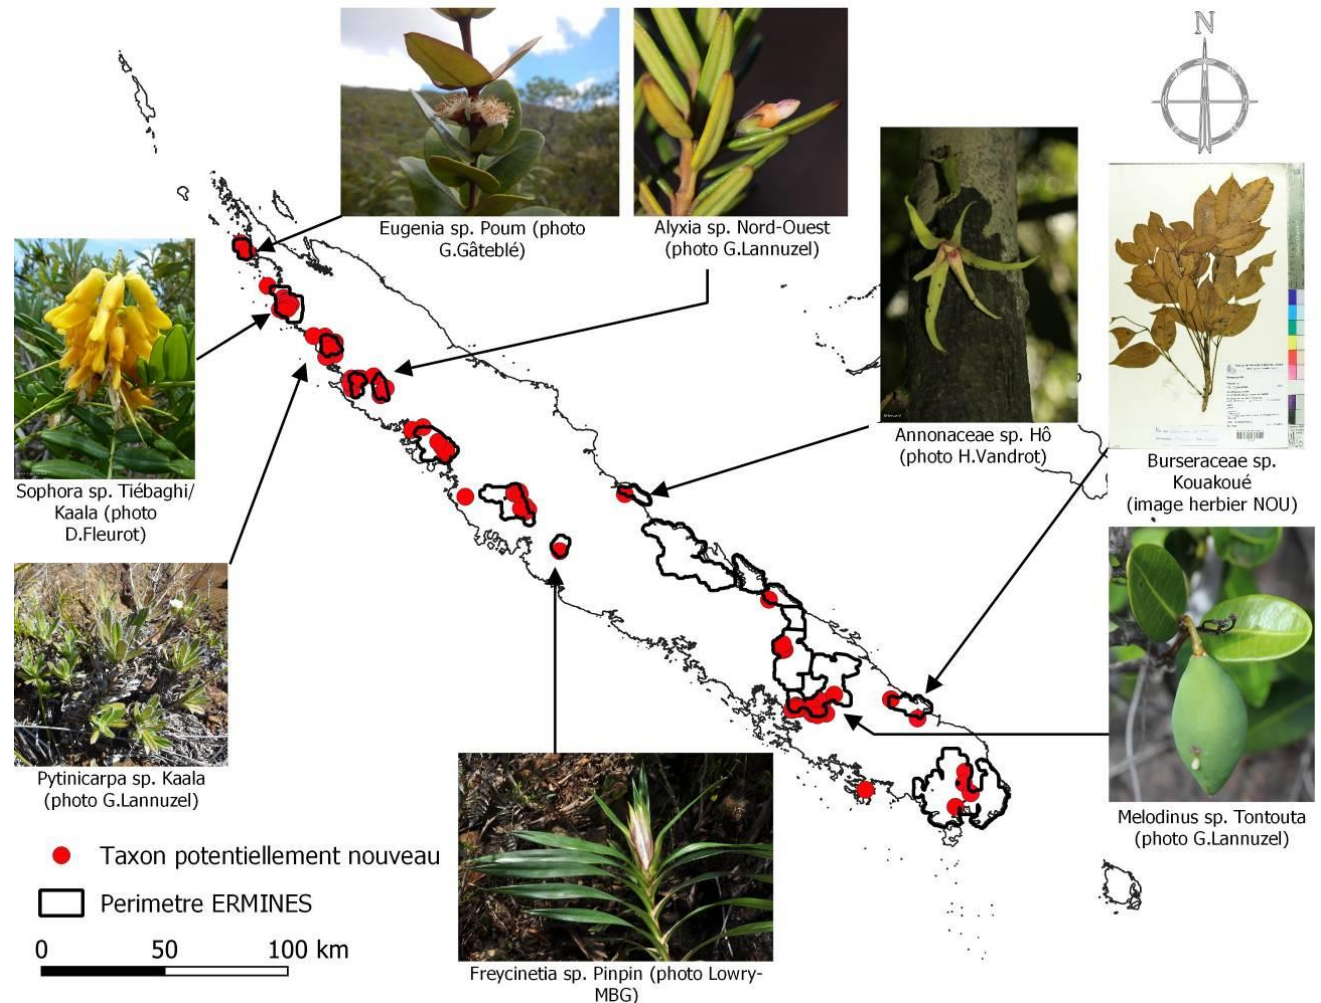 Eugenia sp. Poum (photo
G.Gâteblé)
Alyxia sp. Nord-Ouest
(photo G.Lannuzel)
Annonaceae sp. Hô
(photo H.Vandrot)
Burseraceae sp.
Kouakoué
(image herbier NOU)
Sophora sp. Tiébaghi/
Kaala (photo
D.Fleurot)
Pytinicarpa sp. Kaala
(photo G.Lannuzel)
Melodinus sp. Tontouta
(photo G.Lannuzel)
Freycinetia sp. Pinpin (photo Lowry-
MBG)
Taxon potentiellement nouveau
Perimetre ERMINES
0 50 100 km